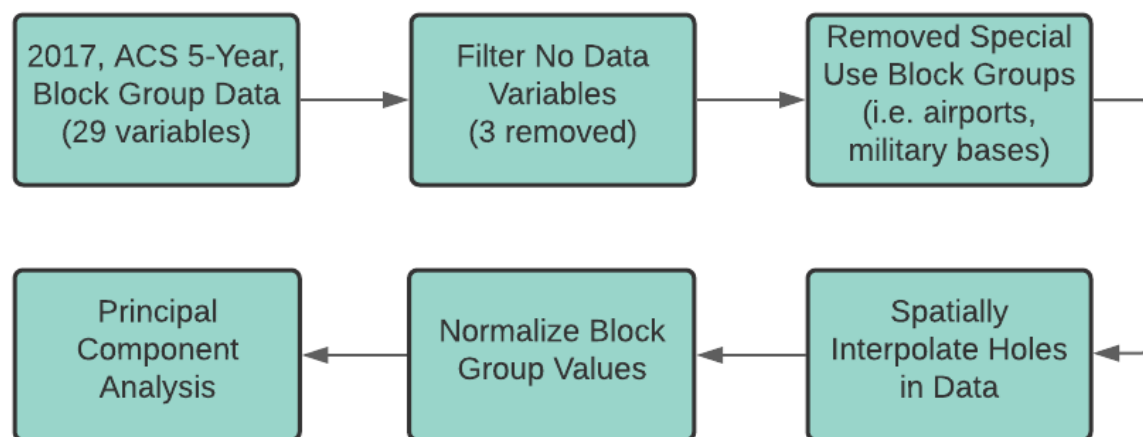 2017, ACS 5-Year,
Block Group Data
(29 variables)
Filter No Data
Variables
(3 removed)
Removed Special
Use Block Groups
(i.e. airports,
military bases)
Spatially
Interpolate Holes
in Data
Normalize Block
Group Values
Principal
Component
Analysis